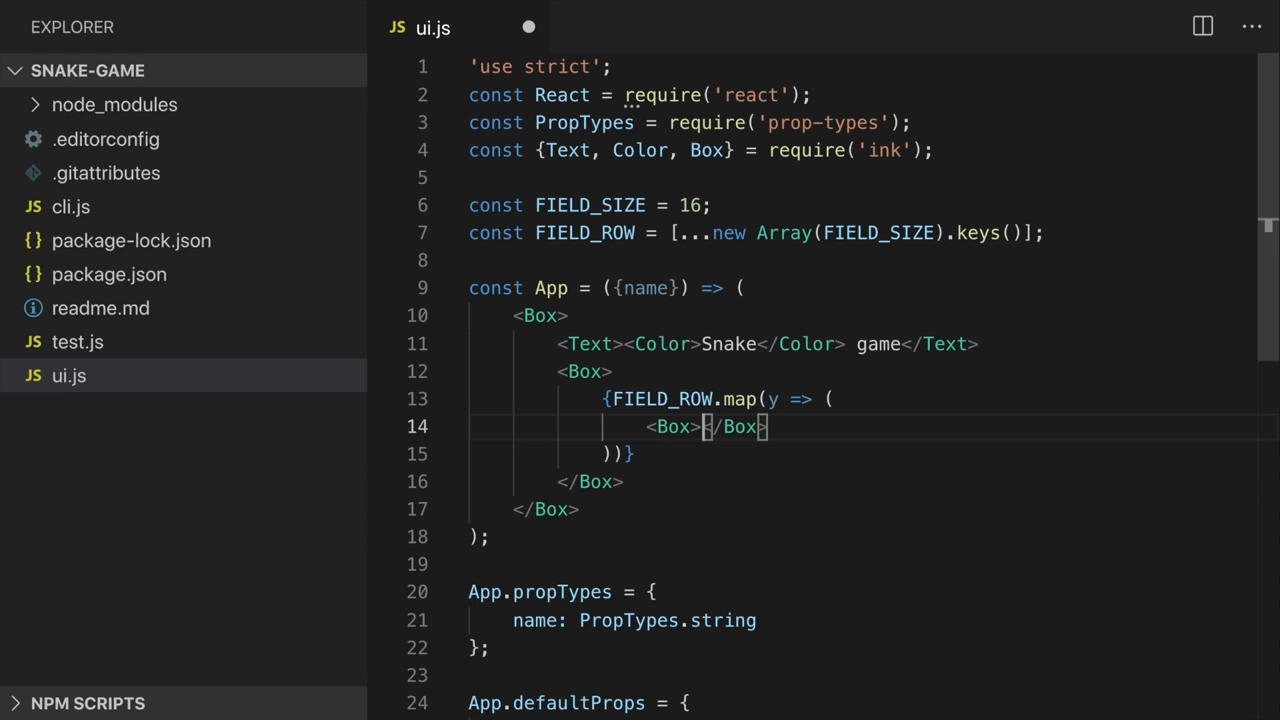 EXPLORER
SNAKE-GAME
node_modules
.editorconfig
.gitattributes
JS cli.js
{} package-lock.json
{} package.json
readme.md
JS test.js
JS ui.js
NPM SCRIPTS
JS ui.js
1 'use strict';
2 const React = require('react');
3 const PropTypes = require('prop-types');
4 const {Text, Color, Box} = require('ink');
5
6 const FIELD_SIZE = 16;
7 const FIELD_ROW = [...new Array(FIELD_SIZE).keys()];
8
9 const App = ({name}) => (
10 <Box>
11 <Text><Color>Snake</Color> game</Text>
12 <Box>
13 {FIELD_ROW.map(y => (
14 <Box></Box>
15 ))}
16 </Box>
17 </Box>
18 );
19
20 App.propTypes = {
21 name: PropTypes.string
22 };
23
24 App.defaultProps = {